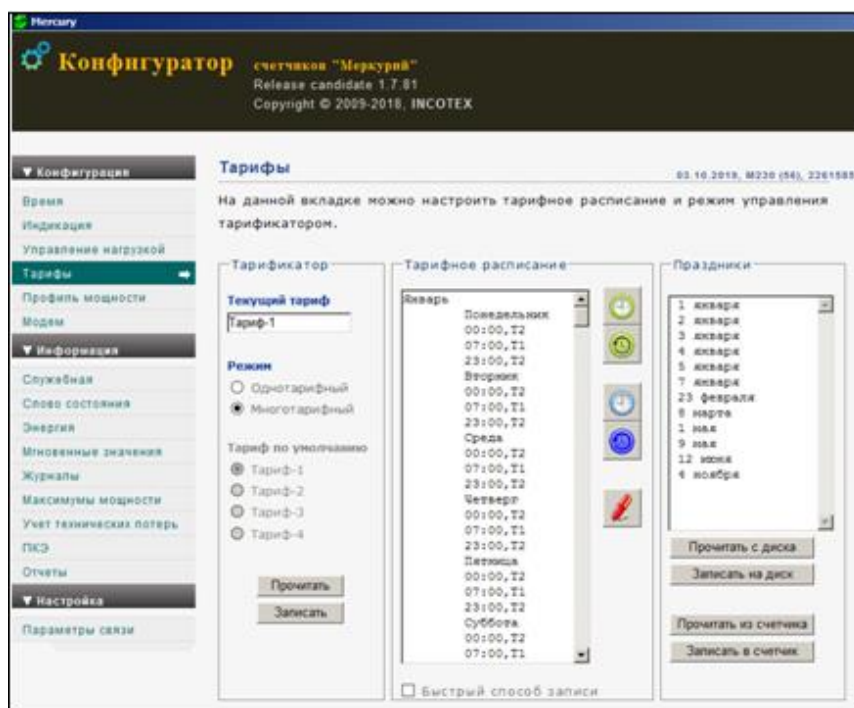 Mercury
Конфигуратор счетчиков "Меркурий"
Release candidate 1.7.81
Copyright © 2009-2018, INCOTEX
▼ Конфигурация
Время
Индикация
Управление нагрузкой
Тарифы
Профиль мощности
Модем
▼ Информация
Служебная
Слово состояния
Энергия
Мгновенные значения
Журналы
Максимумы мощности
Учет технических потерь
ПКЭ
Отчеты
▼ Настройка
Параметры связи
Тарифы
03.10.2019, М230 (56), 2261585
На данной вкладке можно настроить тарифное расписание и режим управления
тарификатором.
Тарификатор
Текущий тариф
Тариф-1
Режим
Однотарифный
Многотарифный
Тариф по умолчанию
Тариф-1
Тариф-2
Тариф-3
Тариф-4
Прочитать
Записать
Тарифное расписание
Январь
Понедельник
00:00,T2
07:00,T1
23:00,T2
Вторник
00:00,T2
07:00,T1
23:00,T2
Среда
00:00,T2
07:00,T1
23:00,T2
Четверг
00:00,T2
07:00,T1
23:00,T2
Пятница
00:00,T2
07:00,T1
23:00,T2
Суббота
00:00,T2
07:00,T1
Быстрый способ записи
Праздники
1 января
2 января
3 января
4 января
5 января
7 января
23 февраля
8 марта
1 мая
9 мая
12 июня
4 ноября
Прочитать с диска
Записать на диск
Прочитать из счетчика
Записать в счетчик